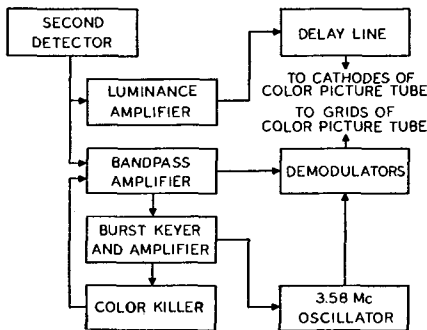 SECOND
DETECTOR
DELAY LINE
TO CATHODES OF
COLOR PICTURE TUBE
LUMINANCE
AMPLIFIER
TO GRIDS OF
COLOR PICTURE TUBE
BANDPASS
AMPLIFIER
DEMODULATORS
BURST KEYER
AND AMPLIFIER
COLOR KILLER
3.58 Mc
OSCILLATOR